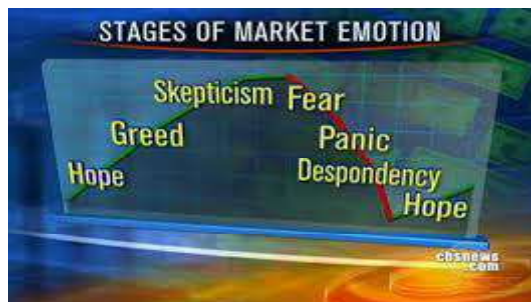 STAGES OF MARKET EMOTION
Skepticism
Fear
Greed
Panic
Hope
Despondency
Hope
cbsnews
.com